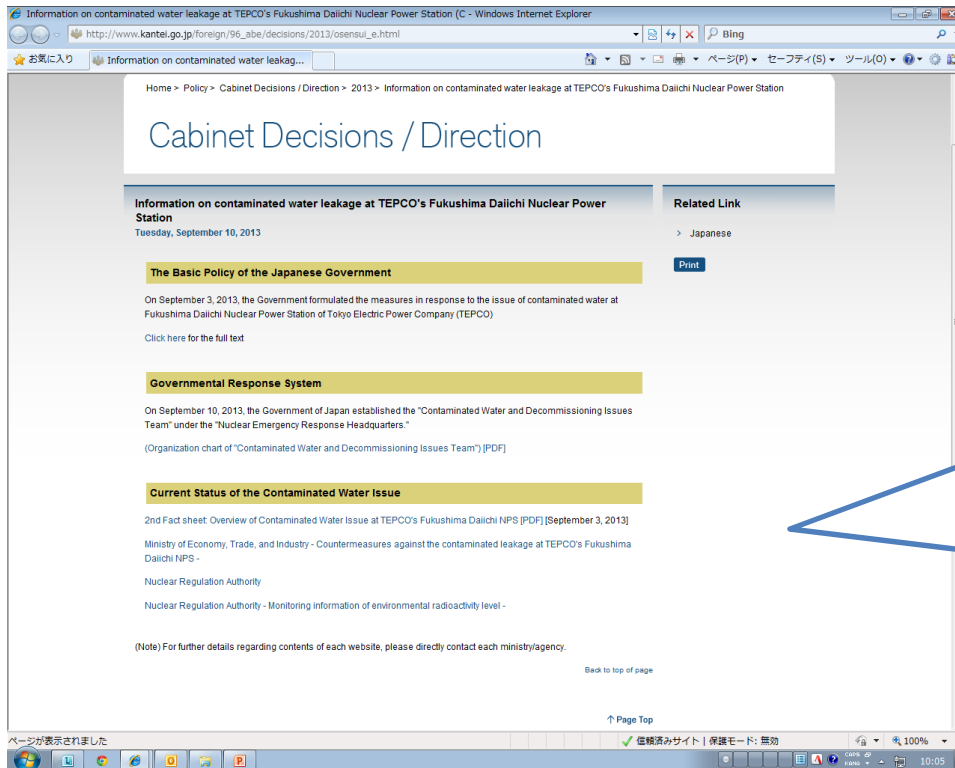 Information on contaminated water leakage at TEPCO's Fukushima Daiichi Nuclear Power Station (C - Windows Internet Explorer
http://www.kantei.go.jp/foreign/96_abe/decisions/2013/osensui_e.html
Bing
お気に入り
Information on contaminated water leakag...
ページ(P)
セーフティ(S)
ツール(O)
Home > Policy > Cabinet Decisions / Direction > 2013 > Information on contaminated water leakage at TEPCO's Fukushima Daiichi Nuclear Power Station
Cabinet Decisions / Direction
Information on contaminated water leakage at TEPCO's Fukushima Daiichi Nuclear Power
Station
Tuesday, September 10, 2013
Related Link
> Japanese
Print
The Basic Policy of the Japanese Government
On September 3, 2013, the Government formulated the measures in response to the issue of contaminated water at
Fukushima Daiichi Nuclear Power Station of Tokyo Electric Power Company (TEPCO)
Click here for the full text
Governmental Response System
On September 10, 2013, the Government of Japan established the "Contaminated Water and Decommissioning Issues
Team" under the "Nuclear Emergency Response Headquarters."
(Organization chart of "Contaminated Water and Decommissioning Issues Team") [PDF]
Current Status of the Contaminated Water Issue
2nd Fact sheet: Overview of Contaminated Water Issue at TEPCO's Fukushima Daiichi NPS [PDF] [September 3, 2013]
Ministry of Economy, Trade, and Industry - Countermeasures against the contaminated leakage at TEPCO's Fukushima
Daiichi NPS -
Nuclear Regulation Authority
Nuclear Regulation Authority - Monitoring information of environmental radioactivity level -
(Note) For further details regarding contents of each website, please directly contact each ministry/agency.
Back to top of page
↑ Page Top
ページが表示されました
信頼済みサイト | 保護モード: 無効
100%
CAPS
KANA
10:05